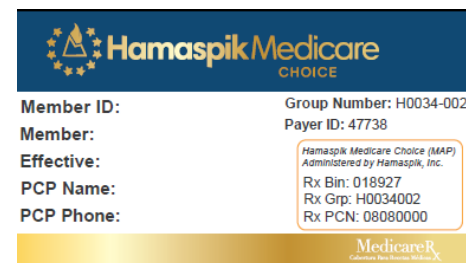 Hamaspik Medicare
CHOICE
Member ID:
Member:
Effective:
PCP Name:
PCP Phone:
Group Number: H0034-002
Payer ID: 47738
Hamaspik Medicare Choice (MAP)
Administered by Hamaspik, Inc.
Rx Bin: 018927
Rx Grp: H0034002
Rx PCN: 08080000
MedicareRx